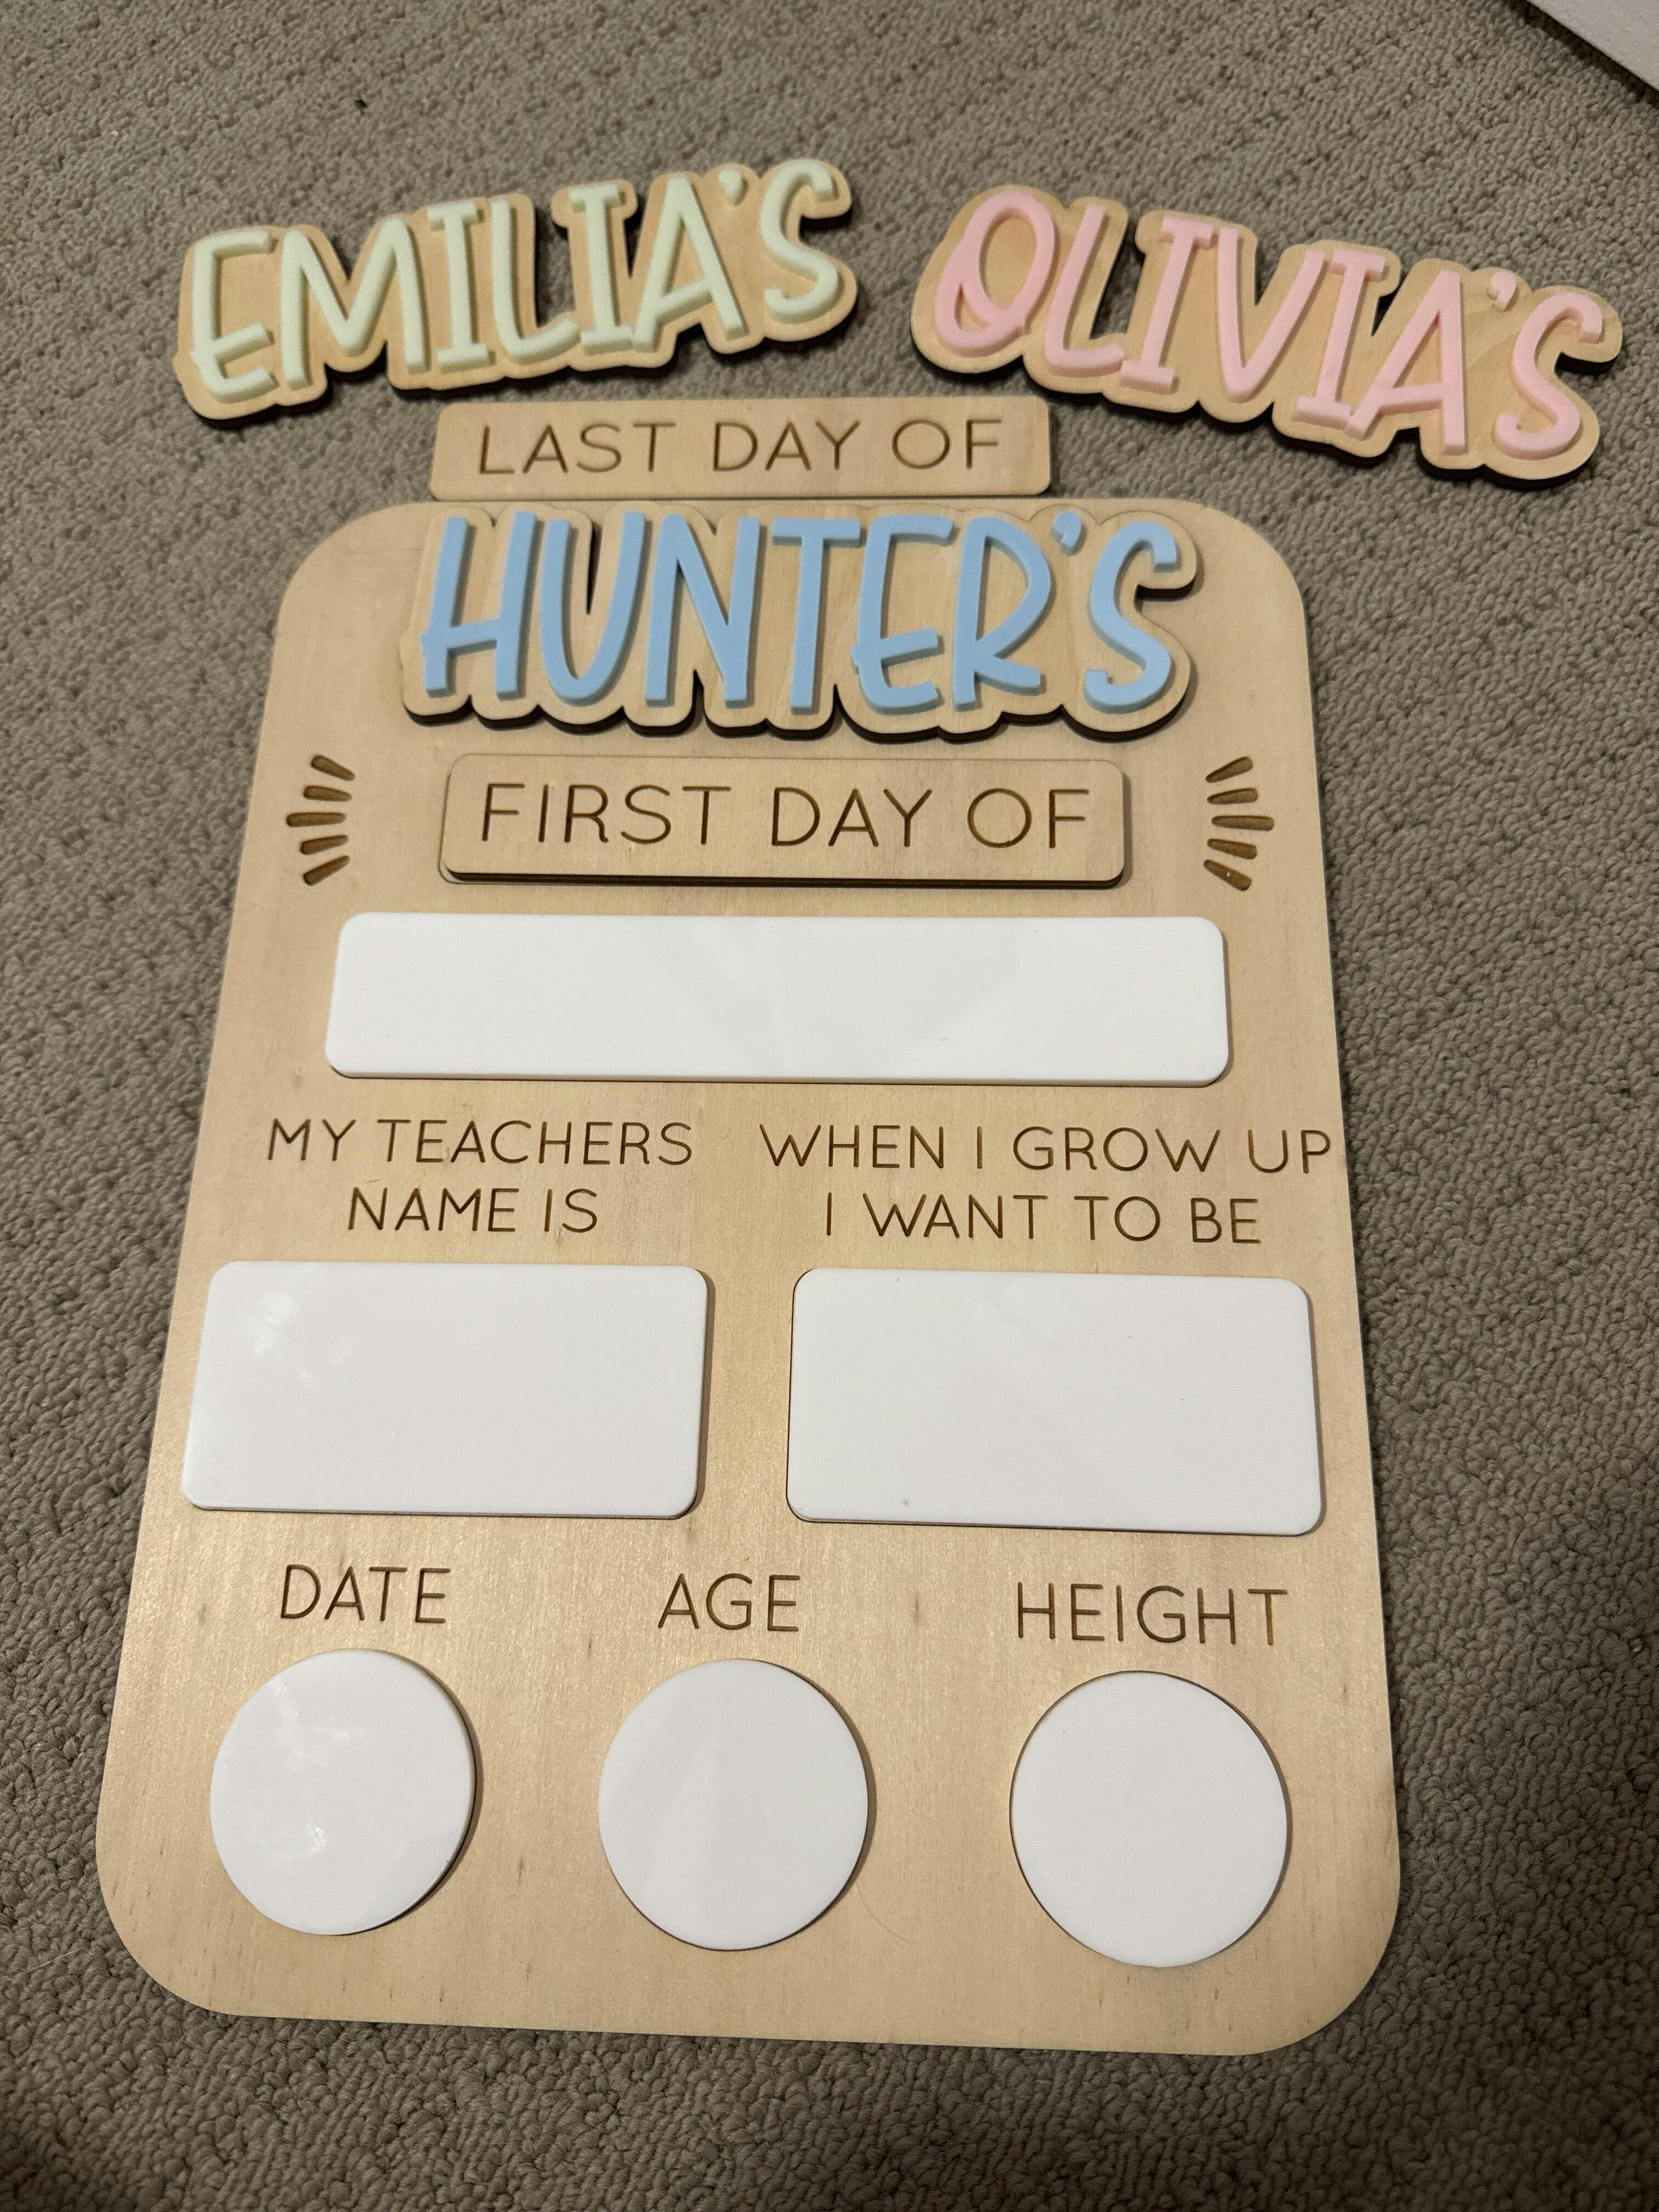 EMILIA'S
OLIVIA'S
LAST DAY OF
HUNTER'S
FIRST DAY OF
MY TEACHERS
NAME IS
WHEN I GROW UP
I WANT TO BE
DATE
AGE
HEIGHT